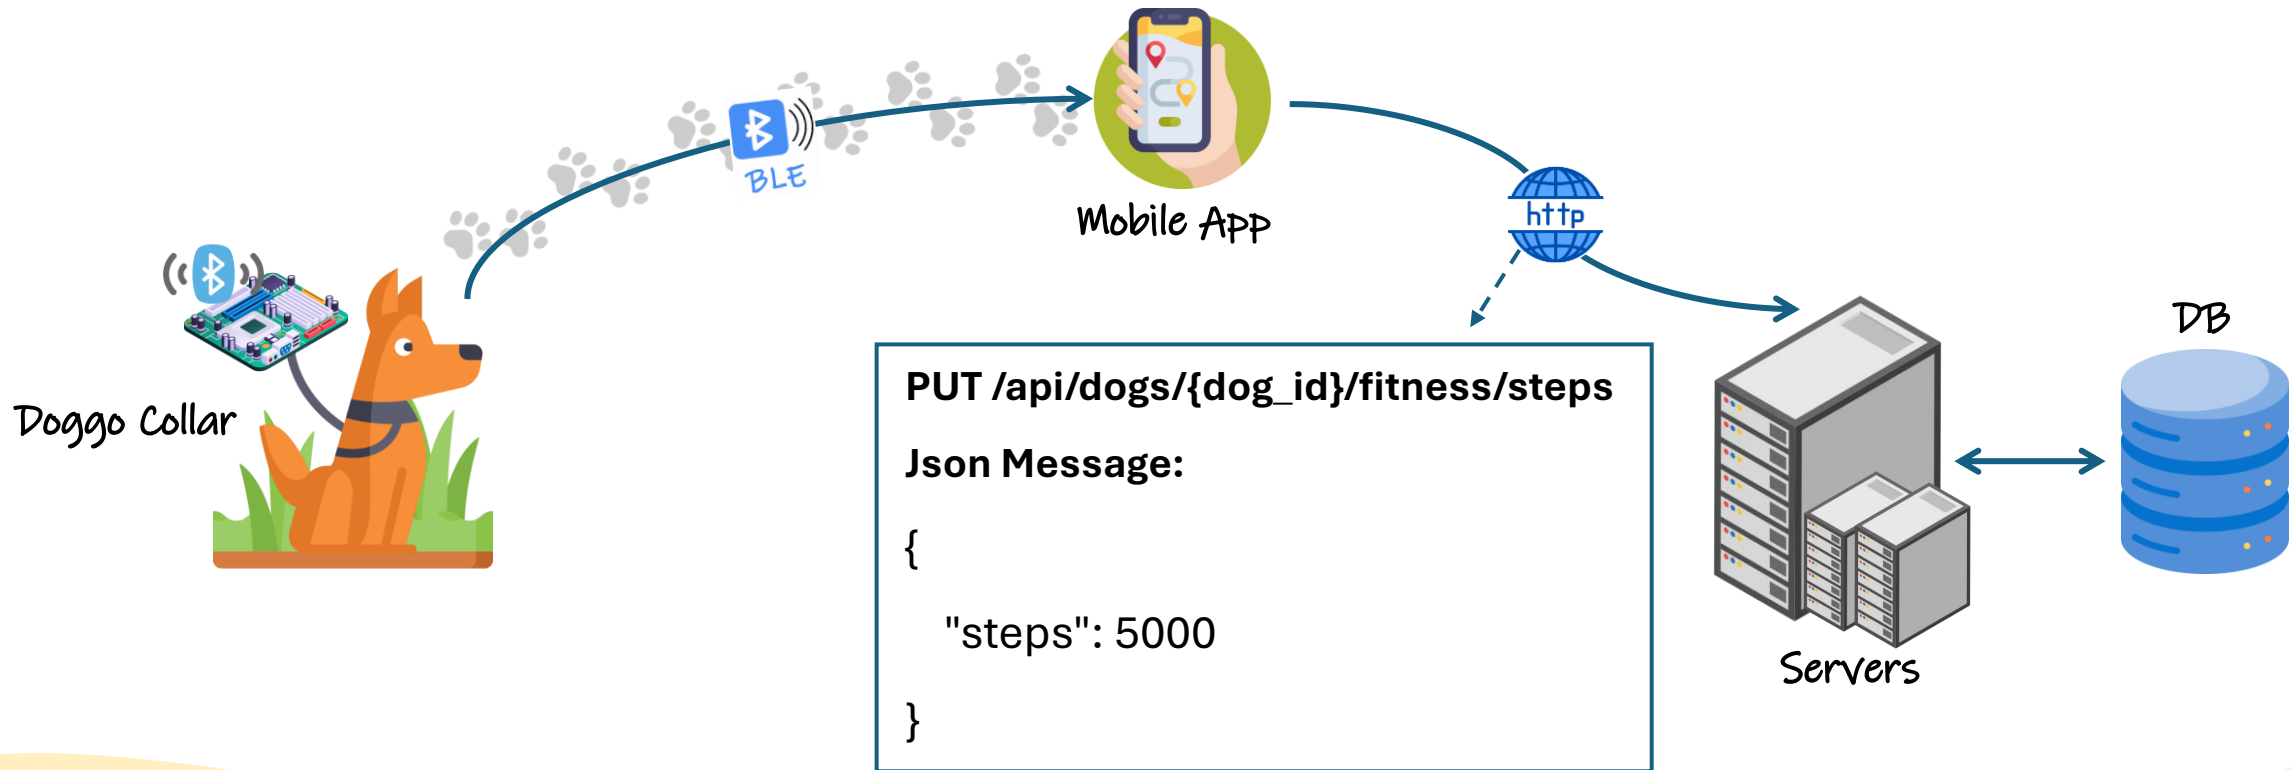 BLE
Mobile App
http
Doggo Collar
PUT /api/dogs/{dog_id}/fitness/steps
Json Message:
{
"steps": 5000
}
Servers
DB